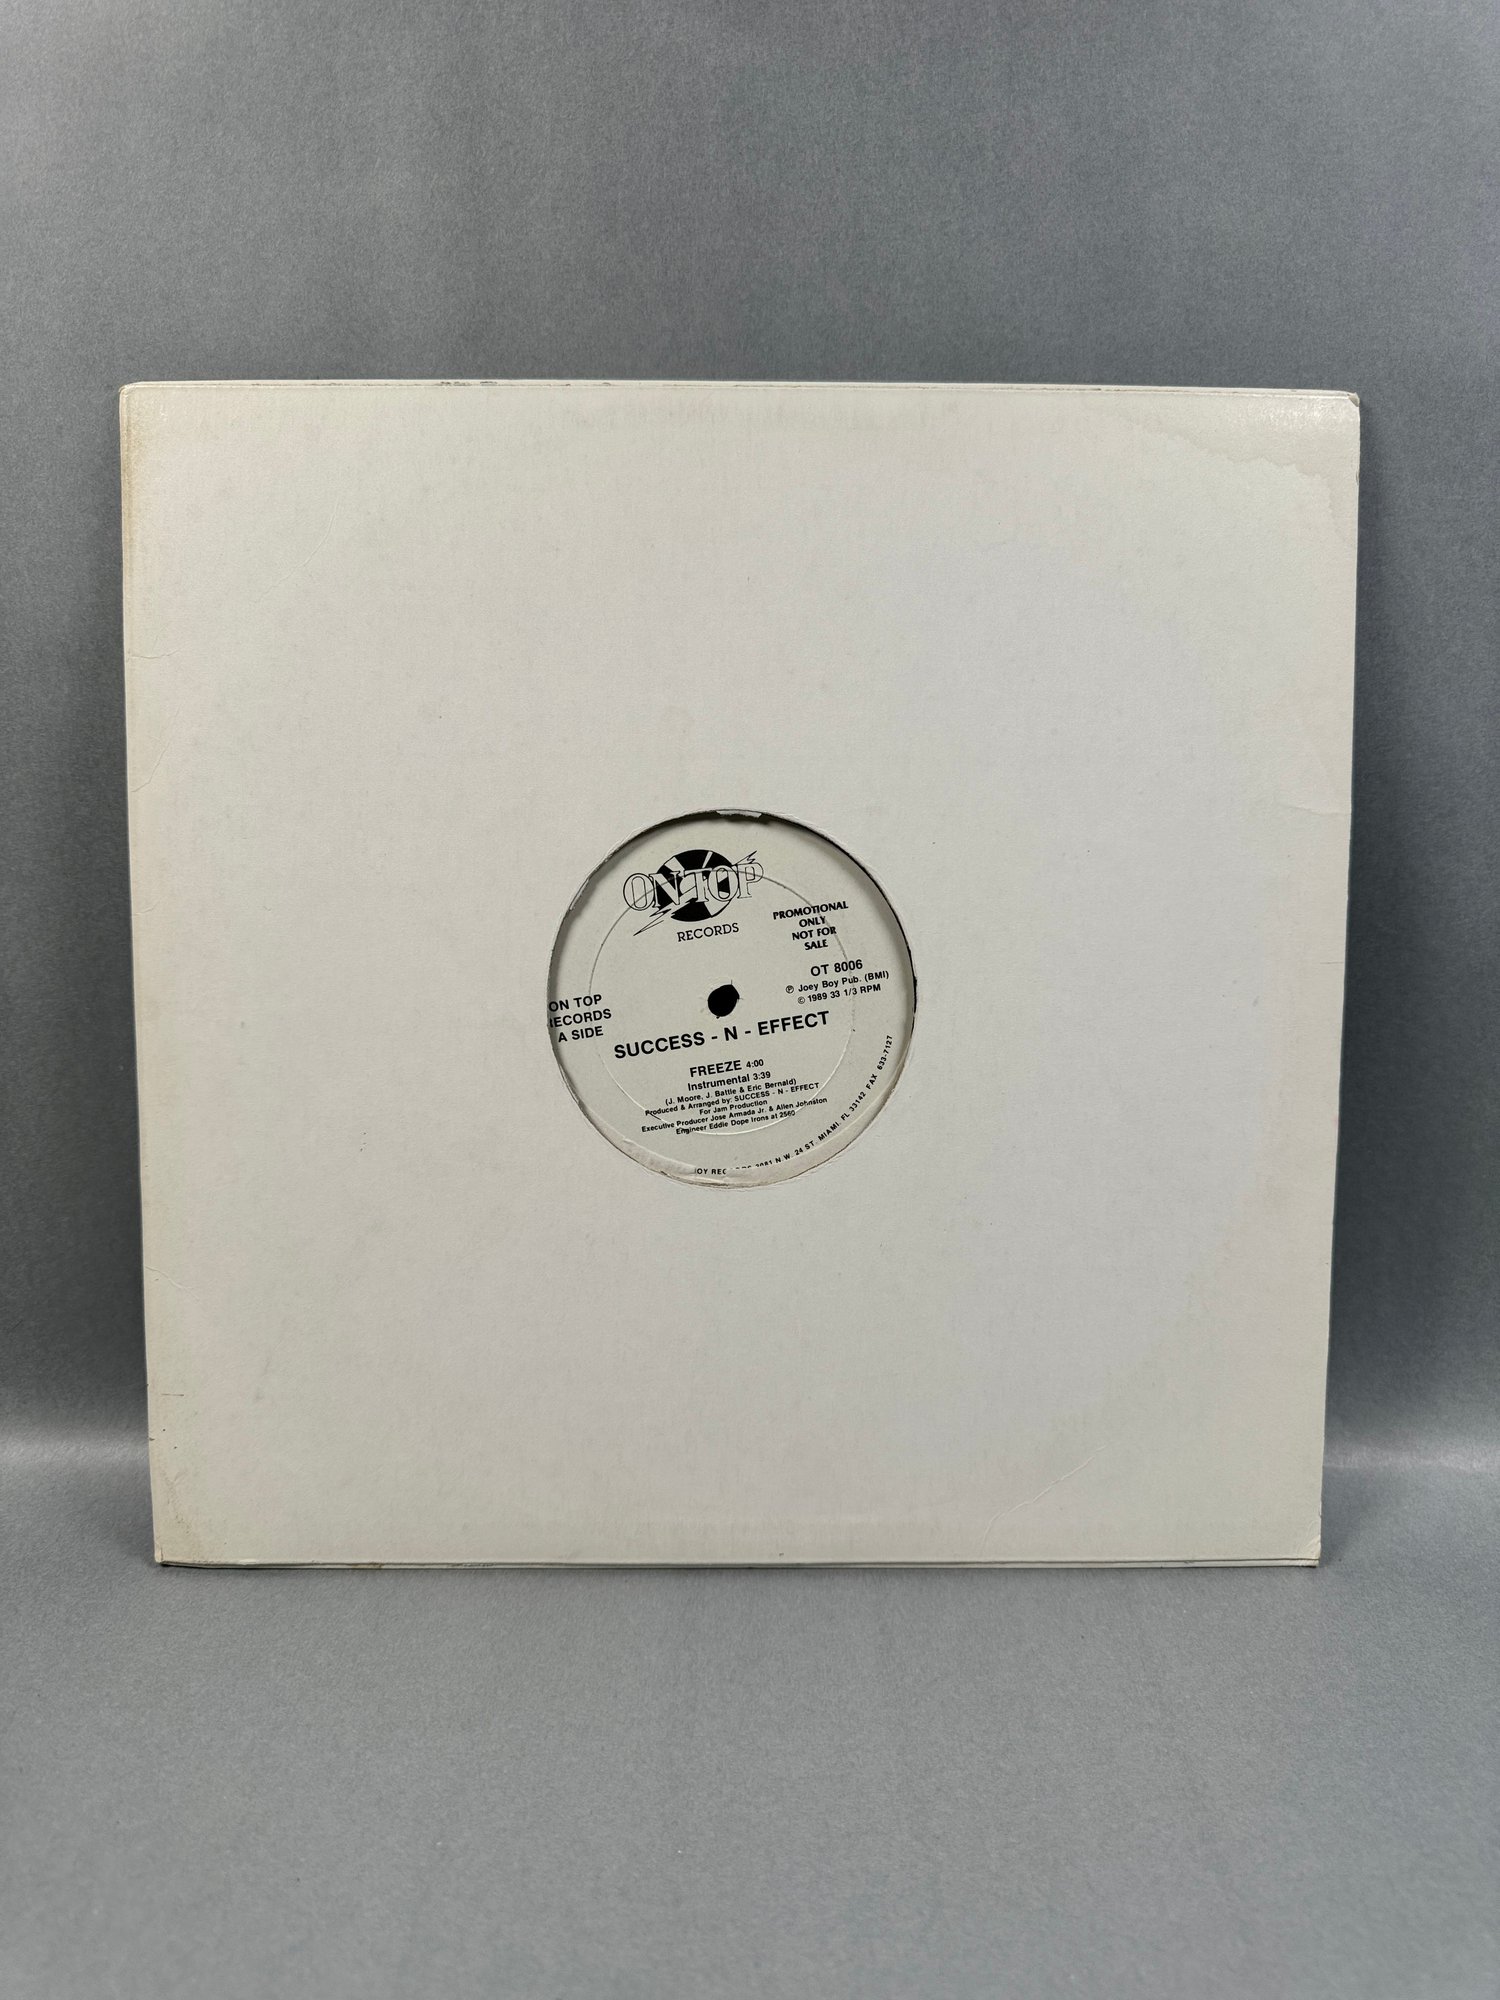 ON TOP
RECORDS
PROMOTIONAL
ONLY
NOT FOR
SALE
OT 8006
℗ Joey Boy Pub. (BMI)
© 1989 33 1/3 RPM
ON TOP
RECORDS
A SIDE
SUCCESS - N - EFFECT
FREEZE 4:00
Instrumental 3:39
(J. Moore, J. Battle & Eric Bernald)
Produced & Arranged by: SUCCESS - N - EFFECT
For Jam Production
Executive Producer Jose Armada Jr. & Allen Johnston
Engineer Eddie Dope Irons at 2560
N.W. 24 ST. MIAMI, FL 33142 FAX 633-7127